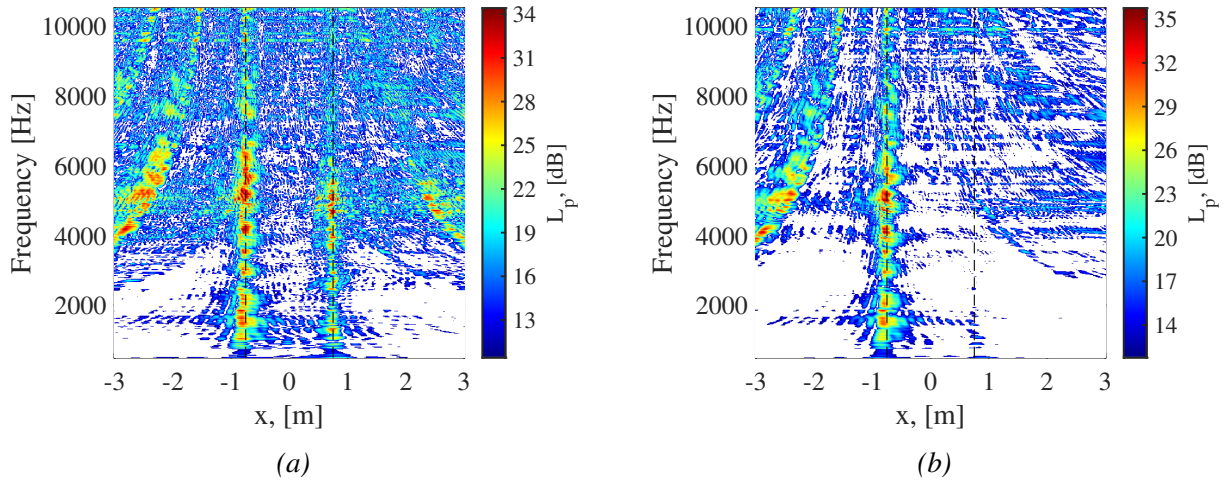 10000
8000
6000
4000
2000
Frequency [Hz]
-3 -2 -1 0 1 2 3
x, [m]
34
31
28
25
22
19
16
13
L_p, [dB]
(a)
10000
8000
6000
4000
2000
Frequency [Hz]
-3 -2 -1 0 1 2 3
x, [m]
35
32
29
26
23
20
17
14
L_p, [dB]
(b)